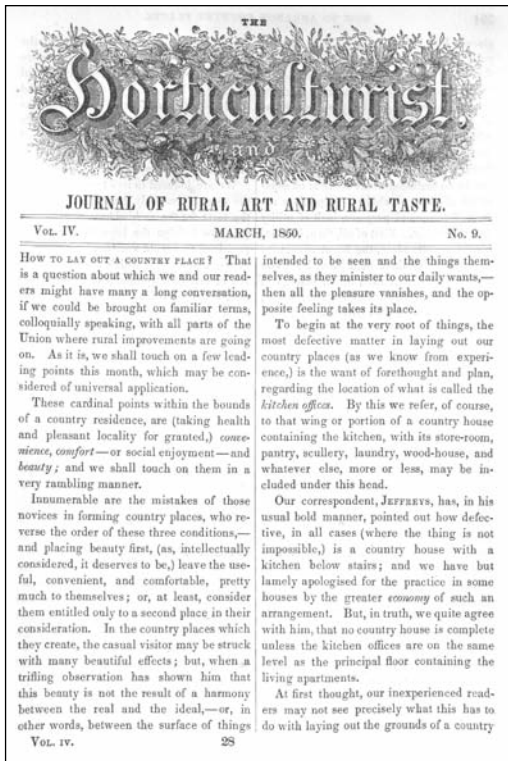 THE
Horticulturist,
and
JOURNAL OF RURAL ART AND RURAL TASTE.
VOL. IV. MARCH, 1850. No. 9.
HOW TO LAY OUT A COUNTRY PLACE? That
is a question about which we and our read-
ers might have many a long conversation,
if we could be brought on familiar terms,
colloquially speaking, with all parts of the
Union where rural improvements are going
on. As it is, we shall touch on a few lead-
ing points this month, which may be con-
sidered of universal application.
These cardinal points within the bounds
of a country residence, are (taking health
and pleasant locality for granted,) conve-
nience, comfort—or social enjoyment—and
beauty; and we shall touch on them in a
very rambling manner.
Innumerable are the mistakes of those
novices in forming country places, who re-
verse the order of these three conditions,—
and placing beauty first, (as, intellectually
considered, it deserves to be,) leave the use-
ful, convenient, and comfortable, pretty
much to themselves; or, at least, consider
them entitled only to a second place in their
consideration. In the country places which
they create, the casual visitor may be struck
with many beautiful effects; but, when a
trifling observation has shown him that
this beauty is not the result of a harmony
between the real and the ideal,—or, in
other words, between the surface of things
intended to be seen and the things them-
selves, as they minister to our daily wants,—
then all the pleasure vanishes, and the op-
posite feeling takes its place.
To begin at the very root of things, the
most defective matter in laying out our
country places (as we know from experi-
ence,) is the want of forethought and plan,
regarding the location of what is called the
kitchen offices. By this we refer, of course,
to that wing or portion of a country house
containing the kitchen, with its store-room,
pantry, scullery, laundry, wood-house, and
whatever else, more or less, may be in-
cluded under this head.
Our correspondent, JEFFREYS, has, in his
usual bold manner, pointed out how defec-
tive, in all cases (where the thing is not
impossible,) is a country house with a
kitchen below stairs; and we have but
lamely apologised for the practice in some
houses by the greater economy of such an
arrangement. But, in truth, we quite agree
with him, that no country house is complete
unless the kitchen offices are on the same
level as the principal floor containing the
living apartments.
At first thought, our inexperienced read-
ers may not see precisely what this has to
do with laying out the grounds of a country
VOL. IV. 28